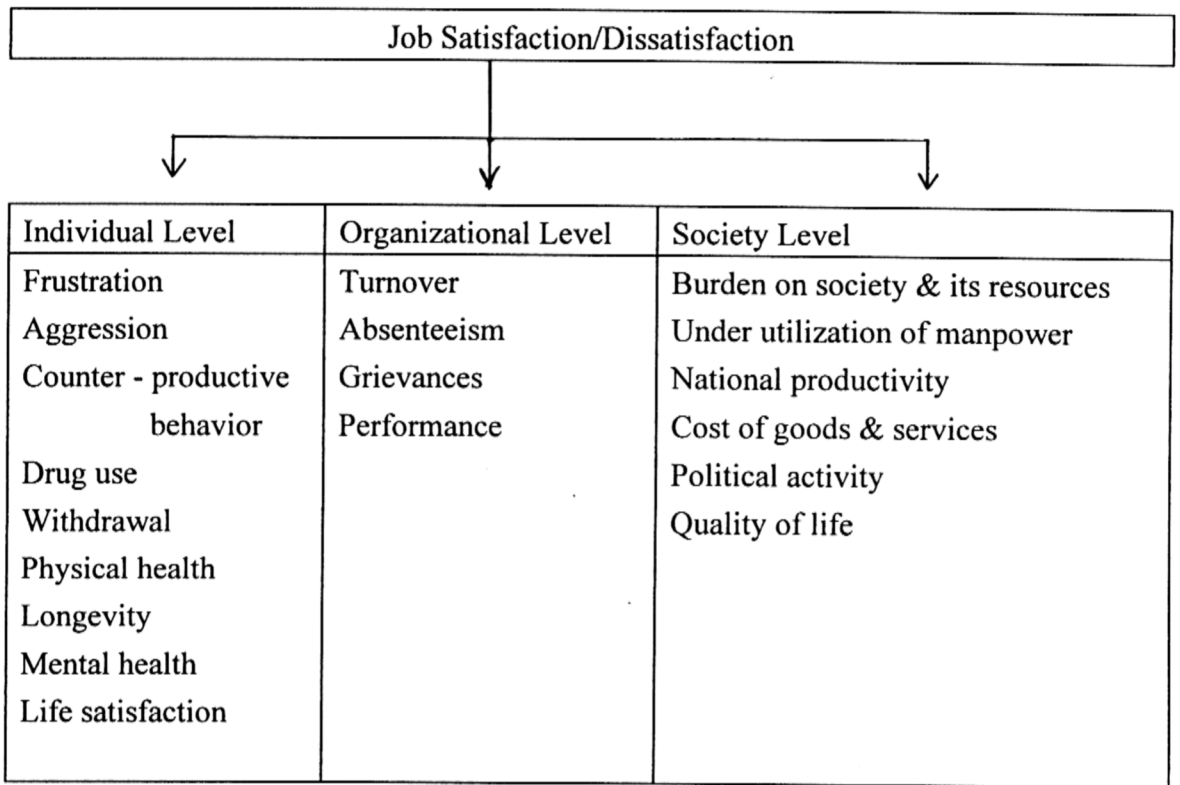 Job Satisfaction/Dissatisfaction
Individual Level
Frustration
Aggression
Counter - productive
behavior
Drug use
Withdrawal
Physical health
Longevity
Mental health
Life satisfaction
Organizational Level
Turnover
Absenteeism
Grievances
Performance
Society Level
Burden on society & its resources
Under utilization of manpower
National productivity
Cost of goods & services
Political activity
Quality of life